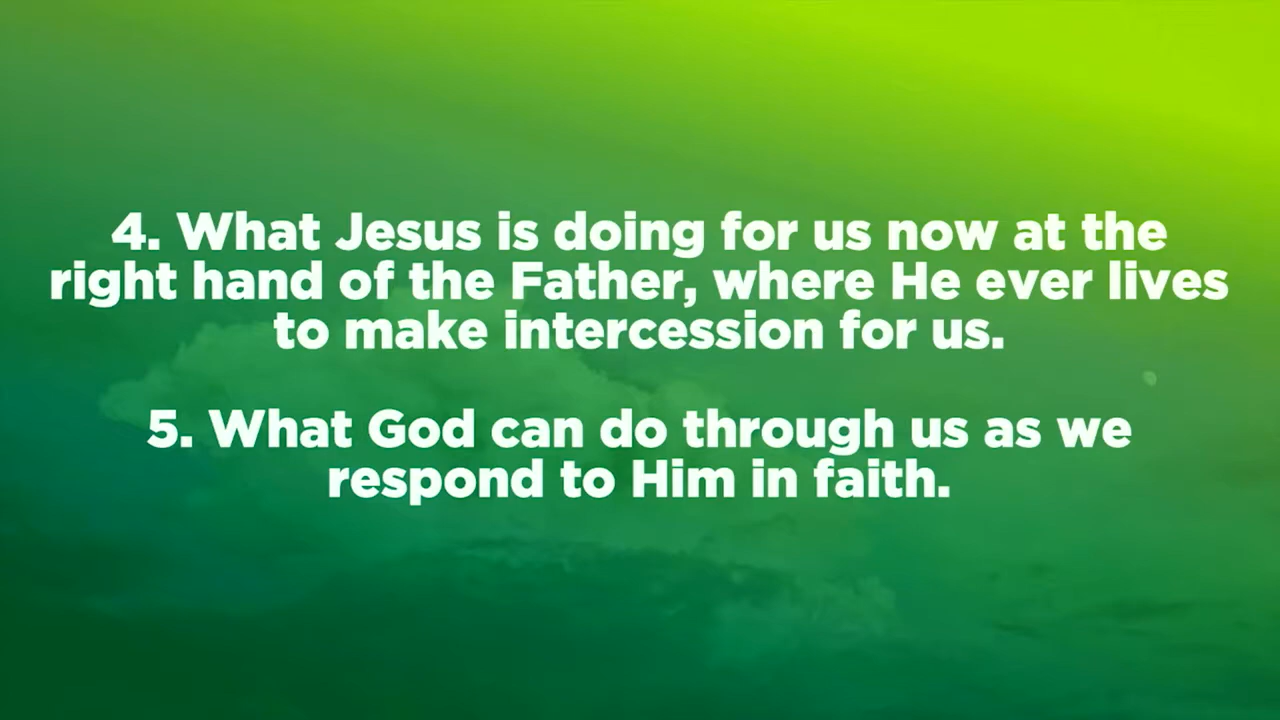 4. What Jesus is doing for us now at the
right hand of the Father, where He ever lives
to make intercession for us.
5. What God can do through us as we
respond to Him in faith.